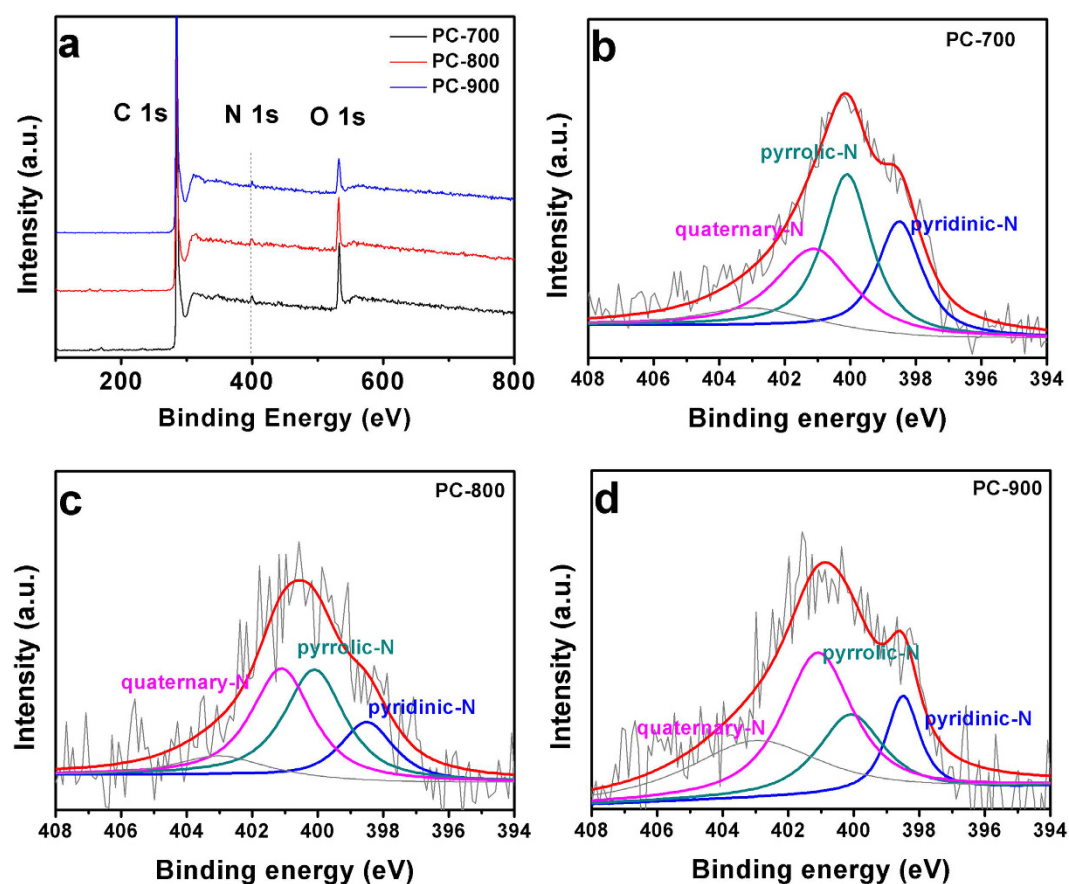 a
PC-700
PC-800
PC-900
C 1s
N 1s
O 1s
Intensity (a.u.)
200 400 600 800
Binding Energy (eV)
b
PC-700
pyrrolic-N
quaternary-N
pyridinic-N
Intensity (a.u.)
408 406 404 402 400 398 396 394
Binding energy (eV)
c
PC-800
pyrrolic-N
quaternary-N
pyridinic-N
Intensity (a.u.)
408 406 404 402 400 398 396 394
Binding energy (eV)
d
PC-900
pyrrolic-N
quaternary-N
pyridinic-N
Intensity (a.u.)
408 406 404 402 400 398 396 394
Binding energy (eV)